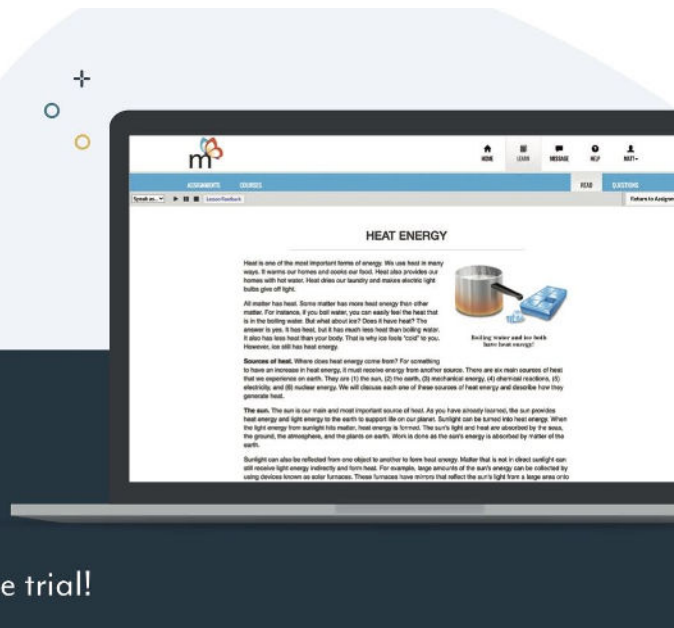 m
HOME LEARN MESSAGE HELP MATT
ASSIGNMENTS COURSES READ QUESTIONS
Speak as... Lesson Feedback Return to Assign
HEAT ENERGY
Heat is one of the most important forms of energy. We use heat in many
ways. It warms our homes and cooks our food. Heat also provides our
homes with hot water. Heat dries our laundry and makes electric light
bulbs give off light.
All matter has heat. Some matter has more heat energy than other
matter. For instance, if you boil water, you can easily feel the heat that
is in the boiling water. But what about ice? Does it have heat? The
answer is yes. It has heat, but it has much less heat than boiling water.
It also has less heat than your body. That is why ice feels "cold" to you.
However, ice still has heat energy.
Boiling water and ice both
have heat energy!
Sources of heat. Where does heat energy come from? For something
to have an increase in heat energy, it must receive energy from another source. There are six main sources of heat
that we experience on earth. They are (1) the sun, (2) the earth, (3) mechanical energy, (4) chemical reactions, (5)
electricity, and (6) nuclear energy. We will discuss each one of these sources of heat energy and describe how they
generate heat.
The sun. The sun is our main and most important source of heat. As you have already learned, the sun provides
heat energy and light energy to the earth to support life on our planet. Sunlight can be turned into heat energy. When
the light energy from sunlight hits matter, heat energy is formed. The sun's light and heat are absorbed by the seas,
the ground, the atmosphere, and the plants on earth. Work is done as the sun's energy is absorbed by matter of the
earth.
Sunlight can also be reflected from one object to another to form heat energy. Matter that is not in direct sunlight can
still receive light energy indirectly and form heat. For example, large amounts of the sun's energy can be collected by
using devices known as solar furnaces. These furnaces have mirrors that reflect the sun's light from a large area onto
e trial!